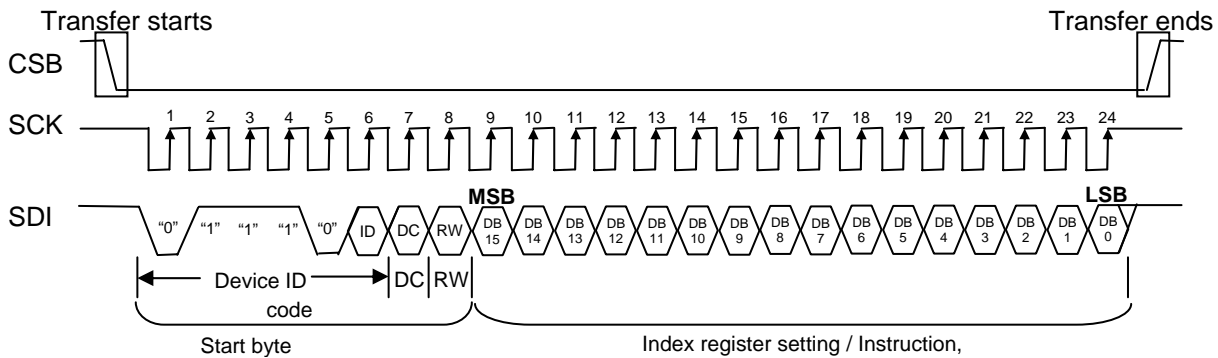 Transfer starts Transfer ends
CSB
SCK 1 2 3 4 5 6 7 8 9 10 11 12 13 14 15 16 17 18 19 20 21 22 23 24
MSB LSB
SDI "0" "1" "1" "1" "0" ID DC RW DB 15 DB 14 DB 13 DB 12 DB 11 DB 10 DB 9 DB 8 DB 7 DB 6 DB 5 DB 4 DB 3 DB 2 DB 1 DB 0
Device ID DC RW
code
Start byte Index register setting / Instruction,